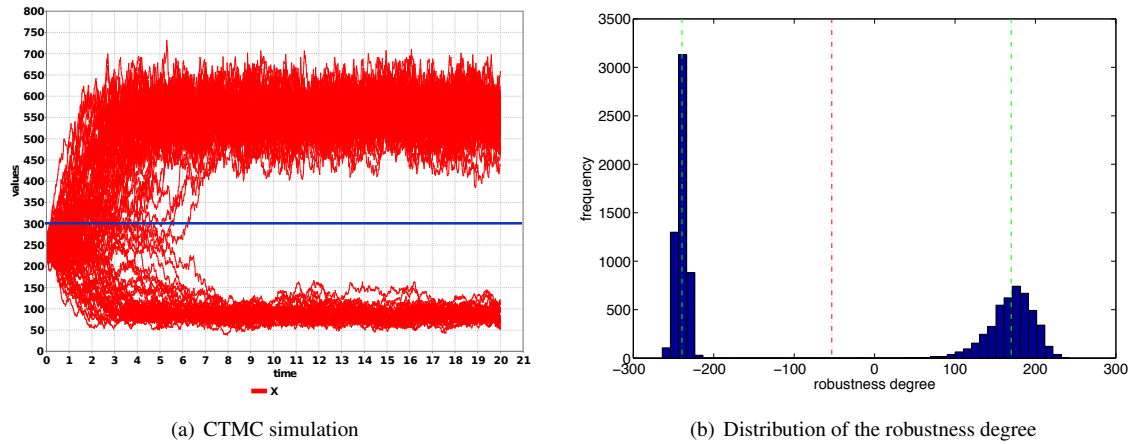 800
750
700
650
600
550
500
450
400
350
300
250
200
150
100
50
0
values
0 1 2 3 4 5 6 7 8 9 10 11 12 13 14 15 16 17 18 19 20 21
time
X
(a) CTMC simulation
3500
3000
2500
2000
1500
1000
500
0
frequency
−300 −200 −100 0 100 200 300
robustness degree
(b) Distribution of the robustness degree